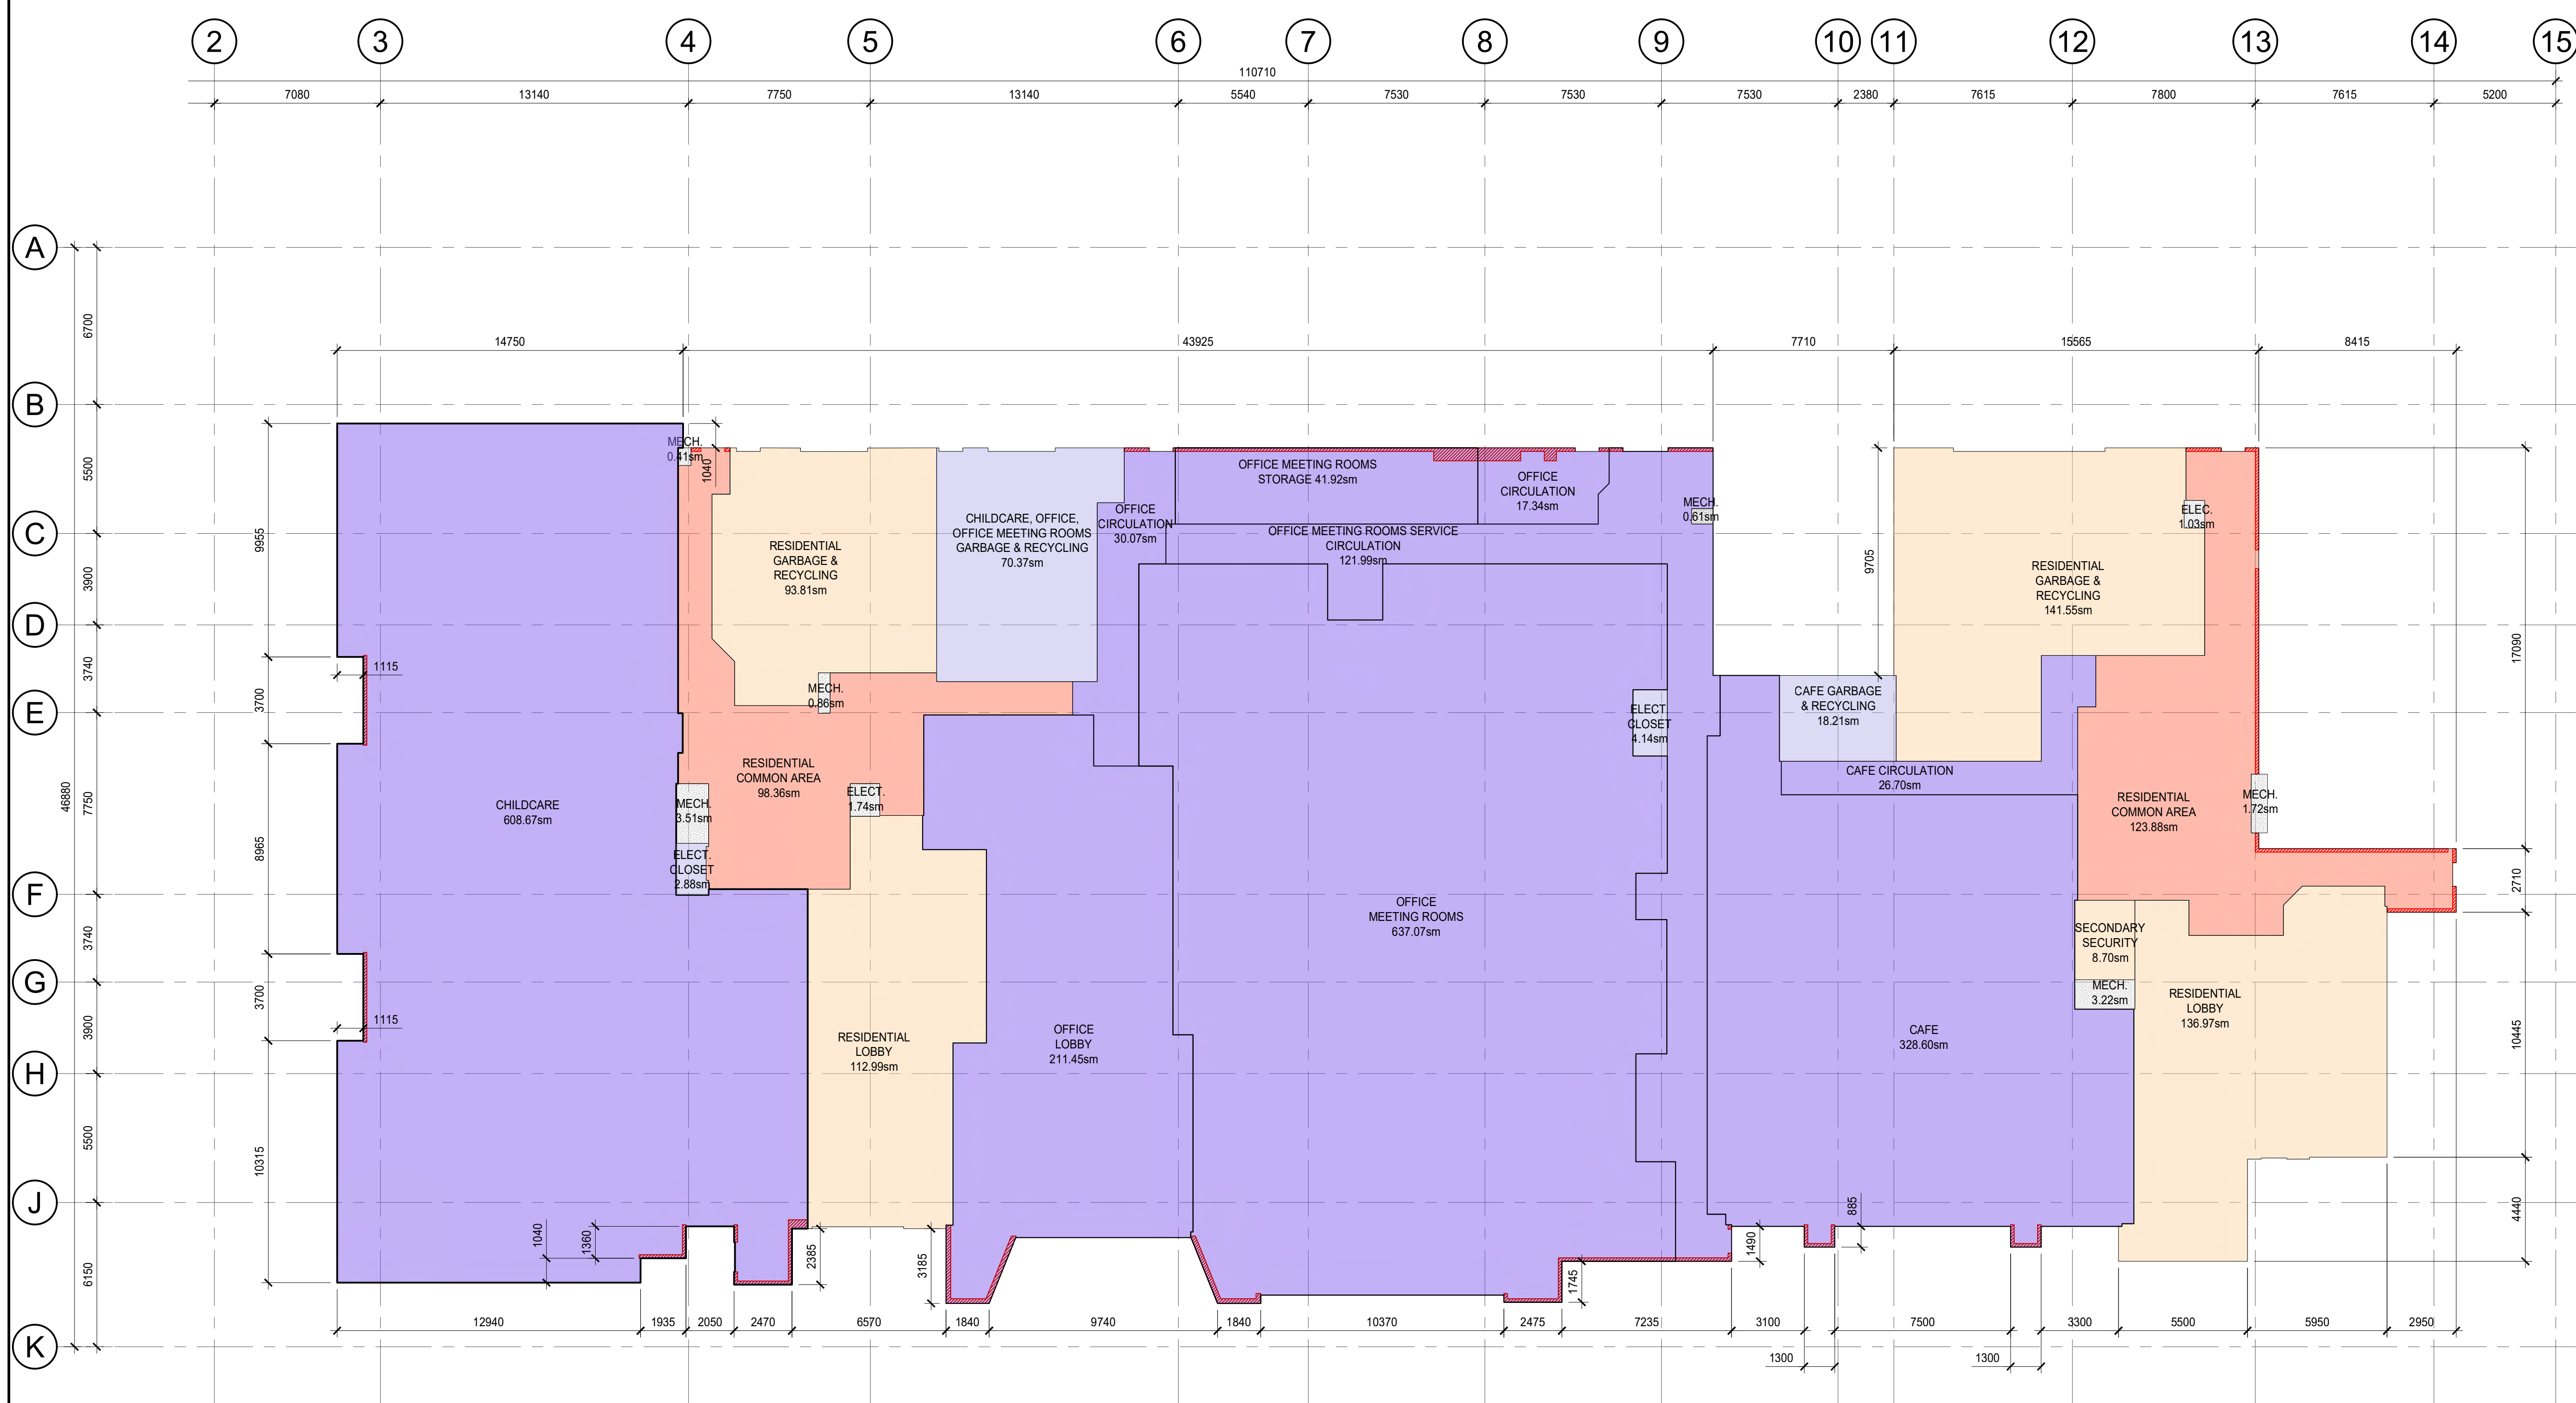 2 3 4 5 6 7 8 9 10 11 12 13 14 15
110710
7080 13140 7750 13140 5540 7530 7530 7530 2380 7615 7800 7615 5200
A
6700
14750 43925 7710 15565 8415
B
5500
9955
1040
MECH.
0.41sm
OFFICE MEETING ROOMS
STORAGE 41.92sm
OFFICE
CIRCULATION
17.34sm
MECH.
0.61sm
ELEC.
1.03sm
OFFICE
CIRCULATION
30.07sm
CHILDCARE, OFFICE,
OFFICE MEETING ROOMS
GARBAGE & RECYCLING
70.37sm
C
OFFICE MEETING ROOMS SERVICE
CIRCULATION
121.99sm
RESIDENTIAL
GARBAGE &
RECYCLING
93.81sm
9705
RESIDENTIAL
GARBAGE &
RECYCLING
141.55sm
3900
D
17090
3740
1115
MECH.
0.86sm
3700
E
ELECT.
CLOSET
4.14sm
CAFE GARBAGE
& RECYCLING
18.21sm
46880
7750
RESIDENTIAL
COMMON AREA
98.36sm
CAFE CIRCULATION
26.70sm
CHILDCARE
608.67sm
MECH.
3.51sm
ELECT.
1.74sm
RESIDENTIAL
COMMON AREA
123.88sm
MECH.
1.72sm
8965
ELECT.
CLOSET
2.88sm
2710
F
OFFICE
MEETING ROOMS
637.07sm
3740
SECONDARY
SECURITY
8.70sm
G
MECH.
3.22sm
3700
1115
3900
RESIDENTIAL
LOBBY
136.97sm
RESIDENTIAL
LOBBY
112.99sm
OFFICE
LOBBY
211.45sm
CAFE
328.60sm
10445
H
5500
10315
J
885
4440
1040
1360
2385
3185
1745
1490
6150
12940 1935 2050 2470 6570 1840 9740 1840 10370 2475 7235 3100 7500 3300 5500 5950 2950
K
1300 1300